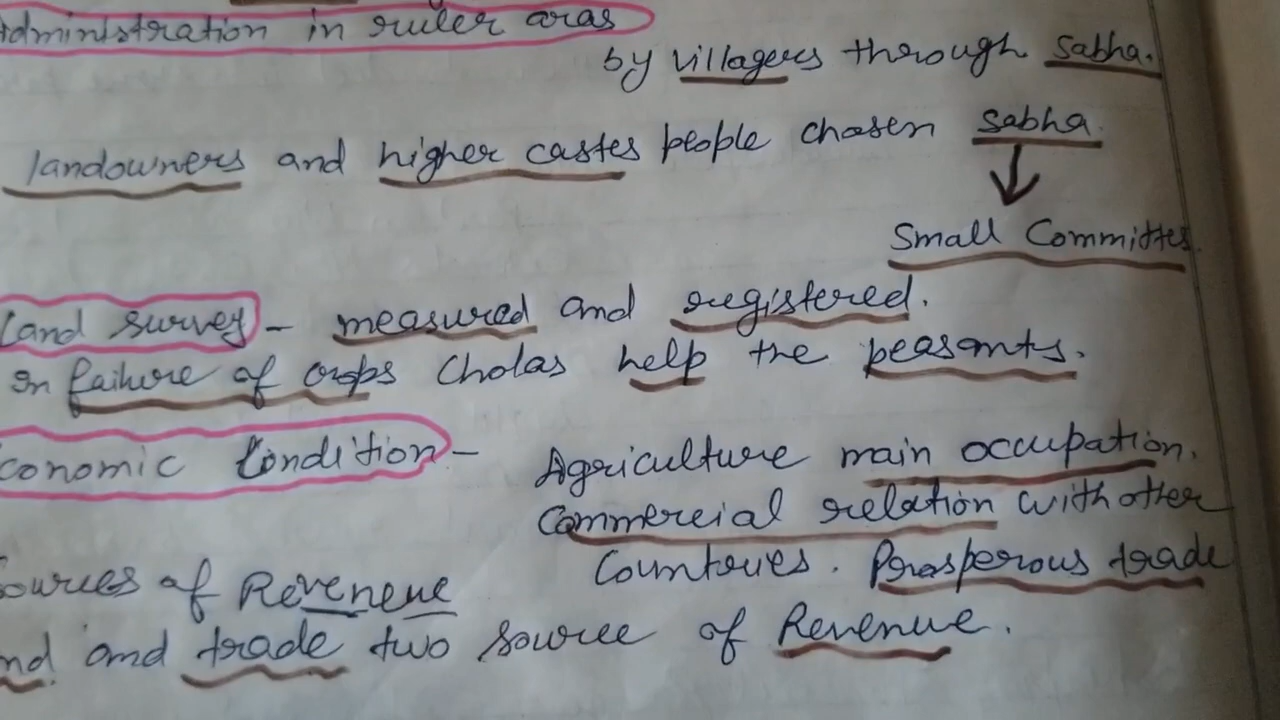 administration in ruler aras
by villagers through sabha.
landowners and higher castes people chosen sabha.
Small Committes.
Land survey – measured and registered.
In failure of crops Cholas help the peasants.
conomic Condition – Agriculture main occupation.
Commercial relation with other
Countries. Prosperous trade
ources of Reveneue
nd and trade two source of Revenue.